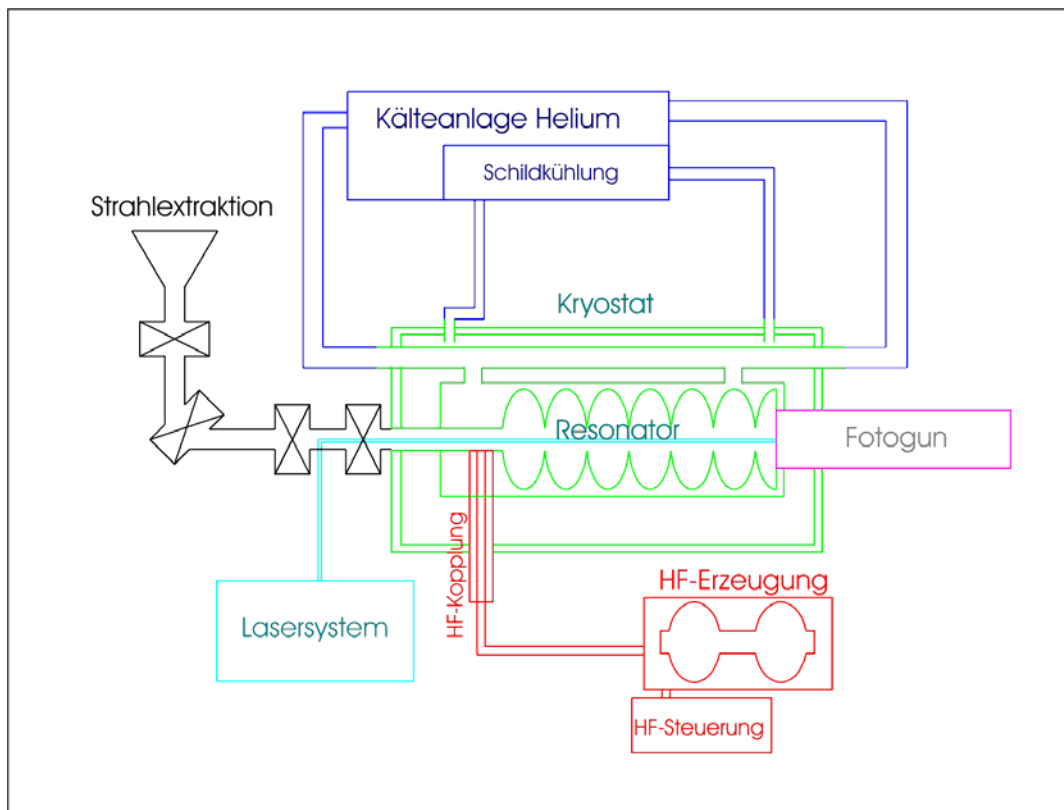 Kälteanlage Helium
Schildkühlung
Strahlextraktion
Kryostat
Resonator
Fotogun
HF-Kopplung
HF-Erzeugung
Lasersystem
HF-Steuerung